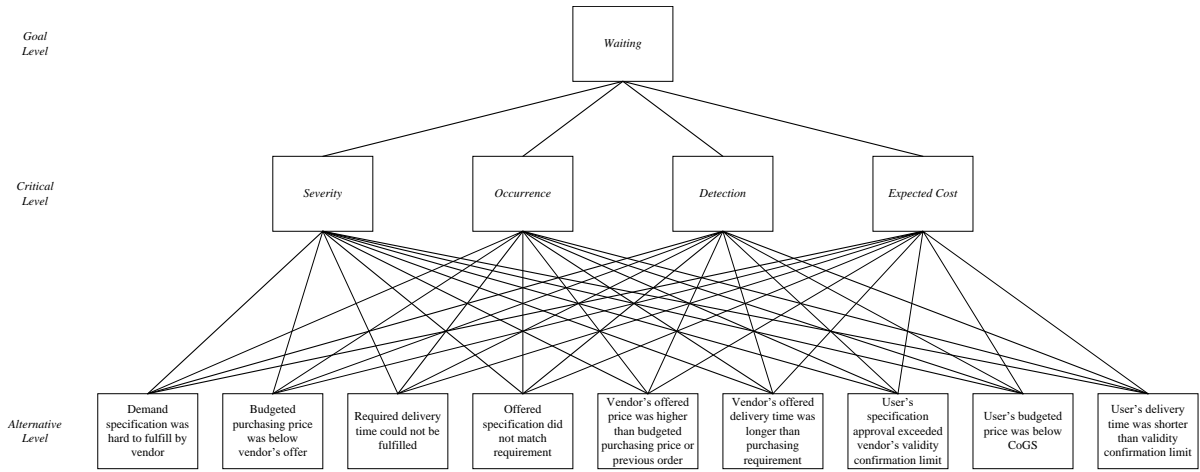 Goal
Level
Waiting
Critical
Level
Severity
Occurrence
Detection
Expected Cost
Alternative
Level
Demand
specification was
hard to fulfill by
vendor
Budgeted
purchasing price
was below
vendor's offer
Required delivery
time could not be
fulfilled
Offered
specification did
not match
requirement
Vendor's offered
price was higher
than budgeted
purchasing price or
previous order
Vendor's offered
delivery time was
longer than
purchasing
requirement
User's
specification
approval exceeded
vendor's validity
confirmation limit
User's budgeted
price was below
CoGS
User's delivery
time was shorter
than validity
confirmation limit